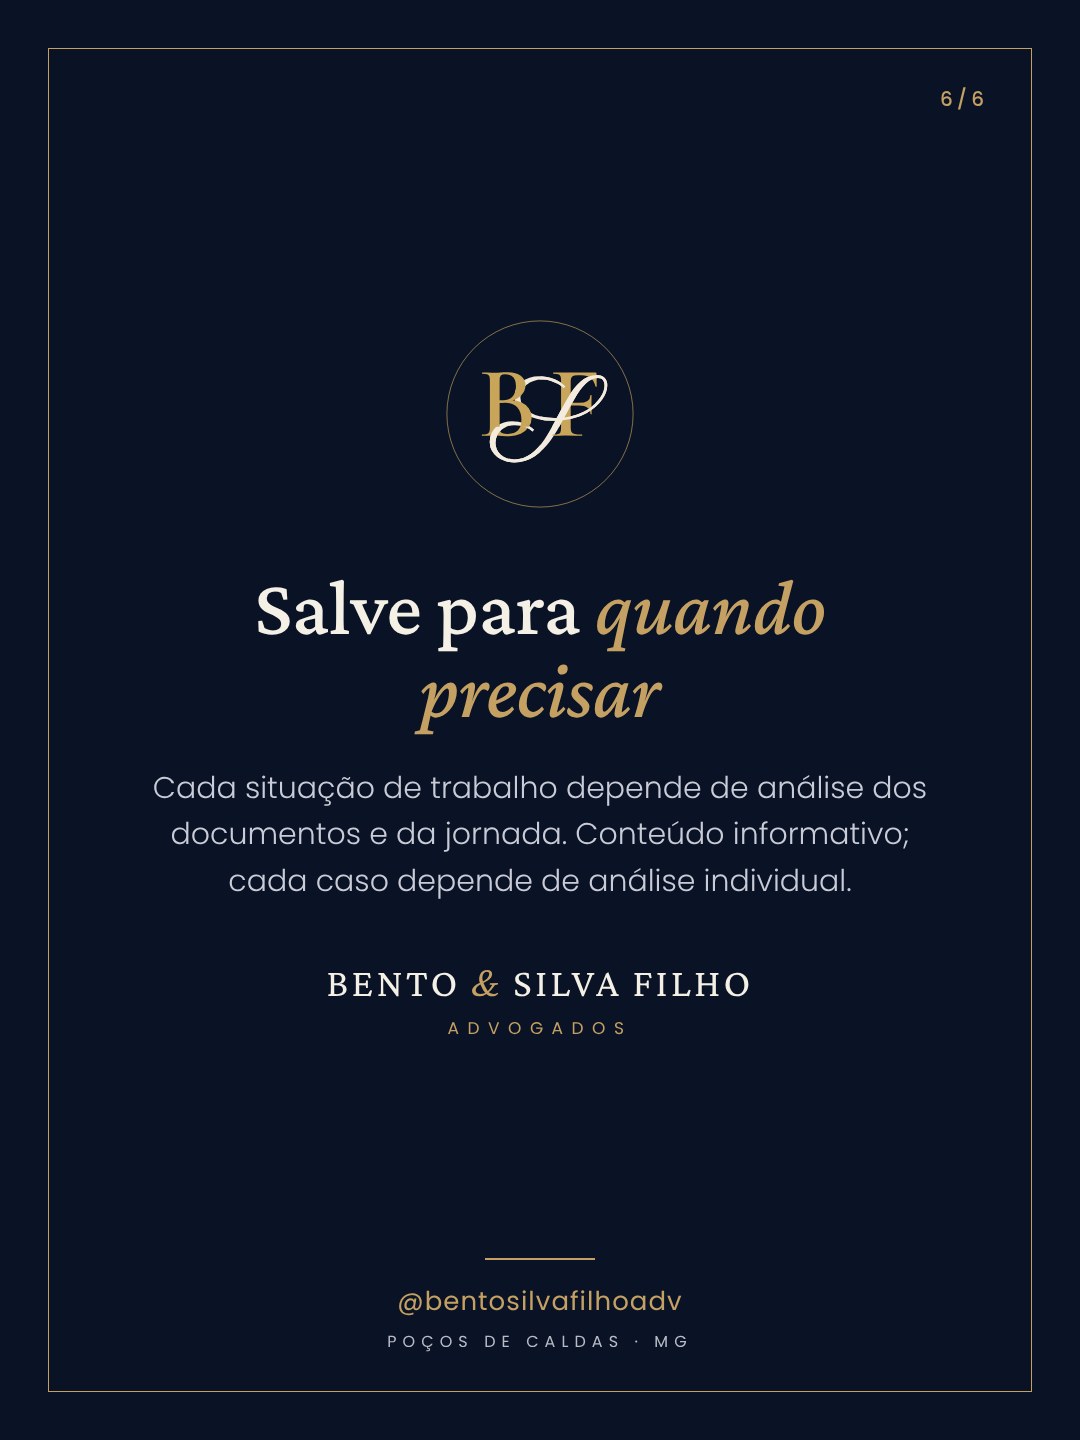 6 / 6
BSF
Salve para quando
precisar
Cada situação de trabalho depende de análise dos
documentos e da jornada. Conteúdo informativo;
cada caso depende de análise individual.
BENTO & SILVA FILHO
ADVOGADOS
@bentosilvafilhoadv
POÇOS DE CALDAS · MG